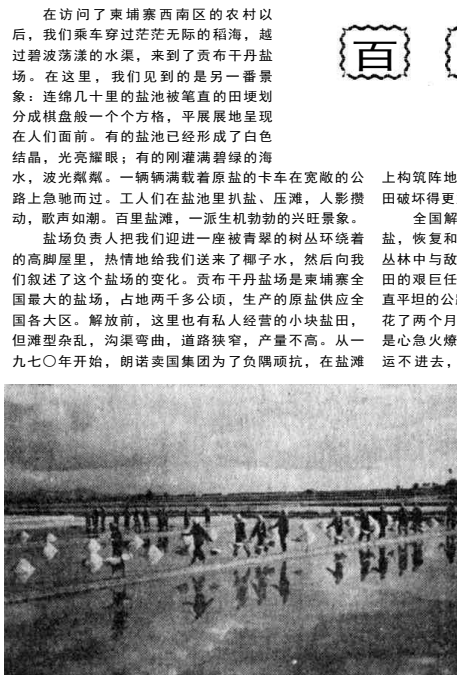 在访问了柬埔寨西南区的农村以
后，我们乘车穿过茫茫无际的稻海，越
过碧波荡漾的水渠，来到了贡布干丹盐
场。在这里，我们见到的是另一番景
象：连绵几十里的盐池被笔直的田埂划
分成棋盘般一个个方格，平展展地呈现
在人们面前。有的盐池已经形成了白色
结晶，光亮耀眼；有的刚灌满碧绿的海
水，波光粼粼。一辆辆满载着原盐的卡车在宽敞的公
路上急驰而过。工人们在盐池里扒盐、压滩，人影攒
动，歌声如潮。百里盐滩，一派生机勃勃的兴旺景象。
盐场负责人把我们迎进一座被青翠的树丛环绕着
的高脚屋里，热情地给我们送来了椰子水，然后向我
们叙述了这个盐场的变化。贡布干丹盐场是柬埔寨全
国最大的盐场，占地两千多公顷，生产的原盐供应全
国各大区。解放前，这里也有私人经营的小块盐田，
但滩型杂乱，沟渠弯曲，道路狭窄，产量不高。从一
九七〇年开始，朗诺卖国集团为了负隅顽抗，在盐滩
百
上构筑阵地
田破坏得更
全国解
盐，恢复和
丛林中与敌
田的艰巨任
直平坦的公
花了两个月
是心急火燎
运不进去，